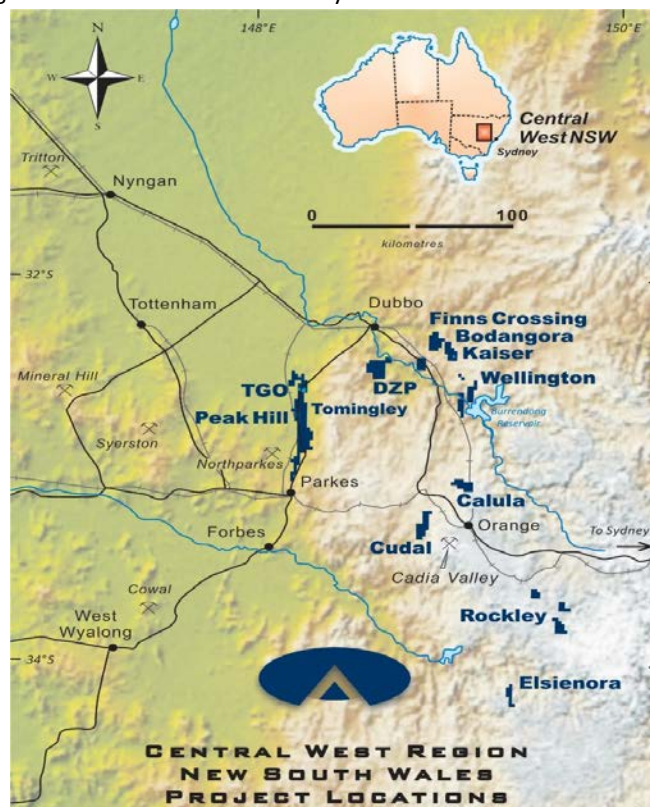 148°E
150°E
N
W
E
S
Central
West NSW
Sydney
Tritton
Nyngan
0
100
kilometres
32°S
Tottenham
Dubbo
Finns Crossing
Bodangora
Kaiser
Mineral Hill
TGO
DZP
Wellington
Peak Hill
Tomingley
Burrendong
Reservoir
Syerston
Northparkes
Parkes
Calula
Forbes
Orange
To Sydney
Cudal
Cadia Valley
Cowal
West
Wyalong
Rockley
34°S
Elsienora
CENTRAL WEST REGION
NEW SOUTH WALES
PROJECT LOCATIONS